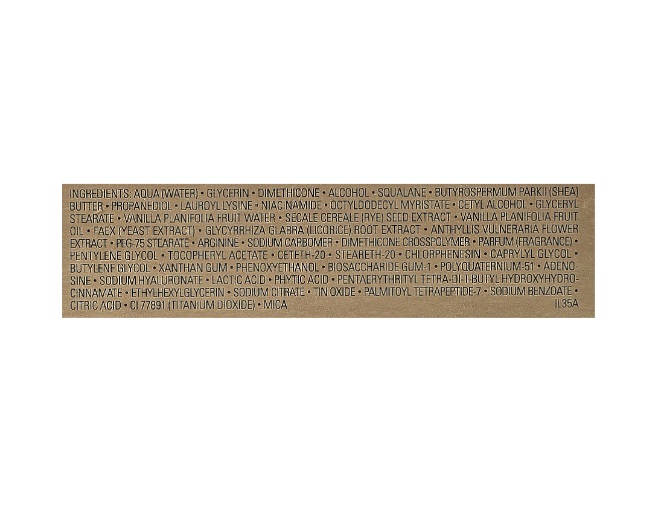 INGREDIENTS: AQUA (WATER) • GLYCERIN • DIMETHICONE • ALCOHOL • SQUALANE • BUTYROSPERMUM PARKII (SHEA)
BUTTER • PROPANEDIOL • LAUROYL LYSINE • NIACINAMIDE • OCTYLDODECYL MYRISTATE • CETYL ALCOHOL • GLYCERYL
STEARATE • VANILLA PLANIFOLIA FRUIT WATER • SECALE CEREALE (RYE) SEED EXTRACT • VANILLA PLANIFOLIA FRUIT
OIL • FAEX (YEAST EXTRACT) • GLYCYRRHIZA GLABRA (LICORICE) ROOT EXTRACT • ANTHYLLIS VULNERARIA FLOWER
EXTRACT • PEG-75 STEARATE • ARGININE • SODIUM CARBOMER • DIMETHICONE CROSSPOLYMER • PARFUM (FRAGRANCE) •
PENTYLENE GLYCOL • TOCOPHERYL ACETATE • CETETH-20 • STEARETH-20 • CHLORPHENESIN • CAPRYLYL GLYCOL •
BUTYLENE GLYCOL • XANTHAN GUM • PHENOXYETHANOL • BIOSACCHARIDE GUM-1 • POLYQUATERNIUM-51 • ADENO-
SINE • SODIUM HYALURONATE • LACTIC ACID • PHYTIC ACID • PENTAERYTHRITYL TETRA-DI-T-BUTYL HYDROXYHYDRO-
CINNAMATE • ETHYLHEXYLGLYCERIN • SODIUM CITRATE • TIN OXIDE • PALMITOYL TETRAPEPTIDE-7 • SODIUM BENZOATE •
CITRIC ACID • CI 77891 (TITANIUM DIOXIDE) • MICA IL35A